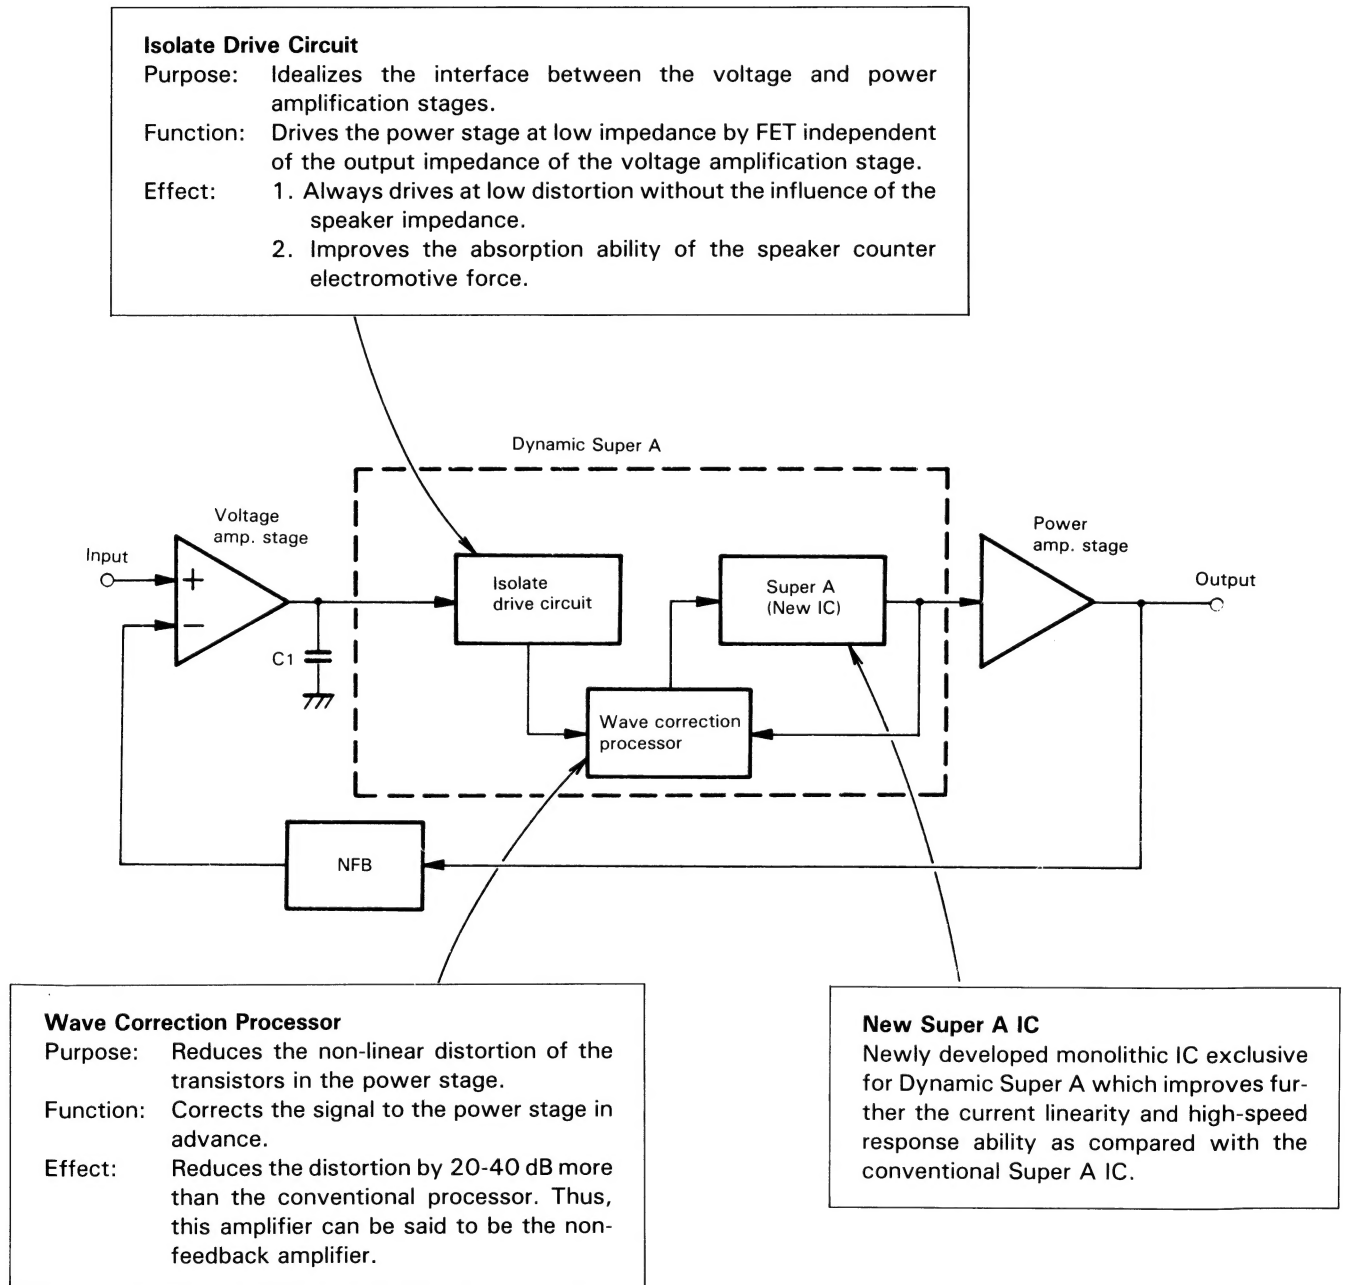 Isolate Drive Circuit
Purpose: Idealizes the interface between the voltage and power
amplification stages.
Function: Drives the power stage at low impedance by FET independent
of the output impedance of the voltage amplification stage.
Effect: 1. Always drives at low distortion without the influence of the
speaker impedance.
2. Improves the absorption ability of the speaker counter
electromotive force.
Dynamic Super A
Voltage
amp. stage
Power
amp. stage
Input
Output
+
−
Isolate
drive circuit
Super A
(New IC)
C1
Wave correction
processor
NFB
Wave Correction Processor
Purpose: Reduces the non-linear distortion of the
transistors in the power stage.
Function: Corrects the signal to the power stage in
advance.
Effect: Reduces the distortion by 20-40 dB more
than the conventional processor. Thus,
this amplifier can be said to be the non-
feedback amplifier.
New Super A IC
Newly developed monolithic IC exclusive
for Dynamic Super A which improves fur-
ther the current linearity and high-speed
response ability as compared with the
conventional Super A IC.